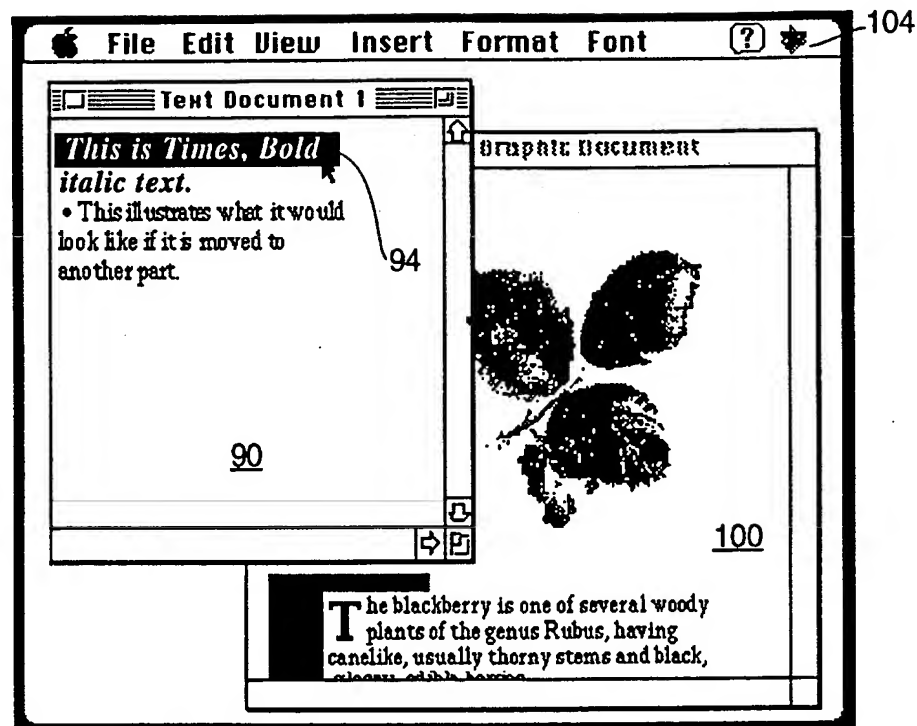 File Edit View Insert Format Font ?
104
Text Document 1
This is Times, Bold
italic text.
• This illustrates what it would
look like if it is moved to
another part.
94
90
Graphic Document
100
The blackberry is one of several woody
plants of the genus Rubus, having
canelike, usually thorny stems and black,
edible berries